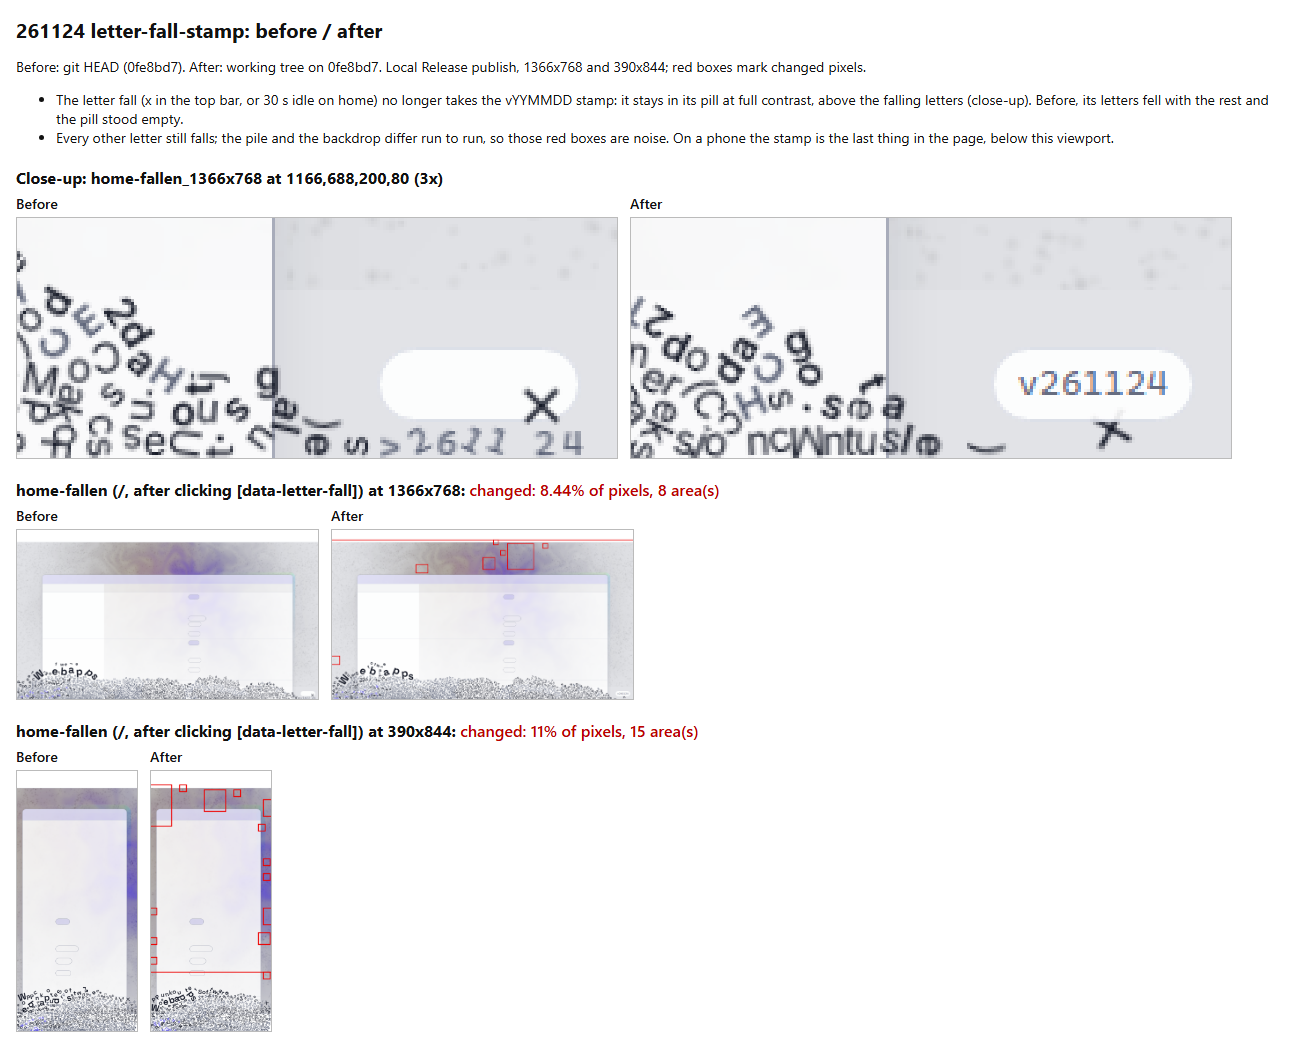 261124 letter-fall-stamp: before / after
Before: git HEAD (0fe8bd7). After: working tree on 0fe8bd7. Local Release publish, 1366x768 and 390x844; red boxes mark changed pixels.
• The letter fall (x in the top bar, or 30 s idle on home) no longer takes the vYYMMDD stamp: it stays in its pill at full contrast, above the falling letters (close-up). Before, its letters fell with the rest and
the pill stood empty.
• Every other letter still falls; the pile and the backdrop differ run to run, so those red boxes are noise. On a phone the stamp is the last thing in the page, below this viewport.
Close-up: home-fallen_1366x768 at 1166,688,200,80 (3x)
Before
After
v261124
home-fallen (/, after clicking [data-letter-fall]) at 1366x768: changed: 8.44% of pixels, 8 area(s)
Before
After
home-fallen (/, after clicking [data-letter-fall]) at 390x844: changed: 11% of pixels, 15 area(s)
Before
After